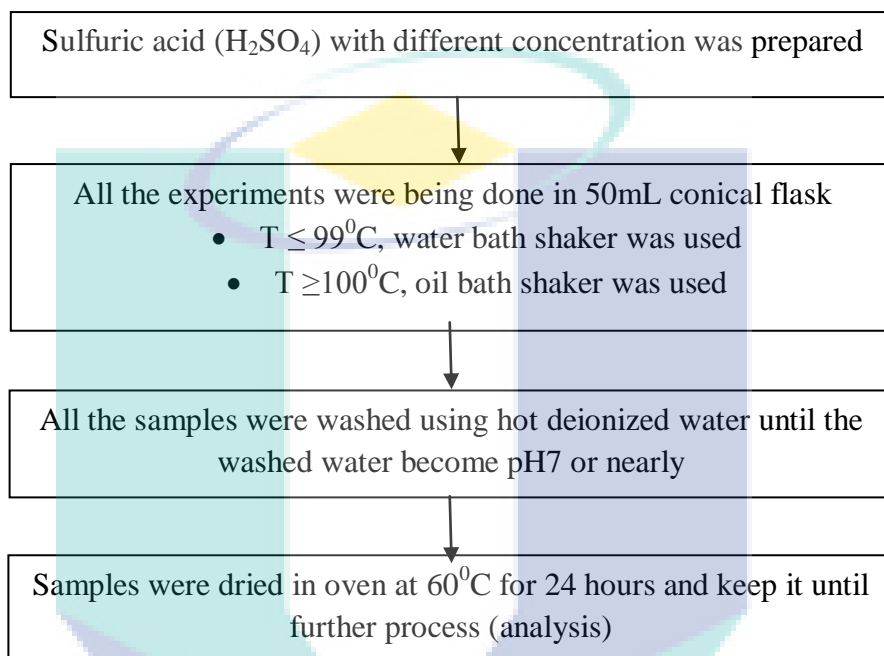 Sulfuric acid (H₂SO₄) with different concentration was prepared
All the experiments were being done in 50mL conical flask
• T ≤ 99⁰C, water bath shaker was used
• T ≥100⁰C, oil bath shaker was used
All the samples were washed using hot deionized water until the
washed water become pH7 or nearly
Samples were dried in oven at 60⁰C for 24 hours and keep it until
further process (analysis)